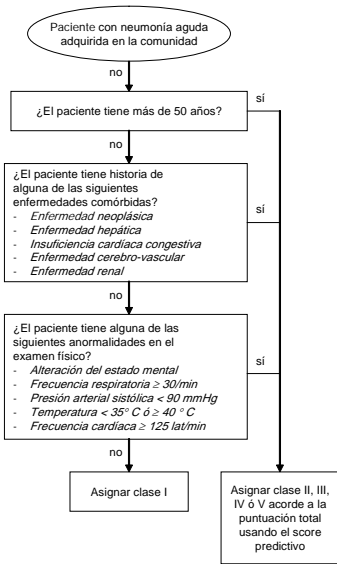 Paciente con neumonía aguda
adquirida en la comunidad
no
¿El paciente tiene más de 50 años?
sí
no
¿El paciente tiene historia de
alguna de las siguientes
enfermedades comórbidas?
- Enfermedad neoplásica
- Enfermedad hepática
- Insuficiencia cardíaca congestiva
- Enfermedad cerebro-vascular
- Enfermedad renal
sí
no
¿El paciente tiene alguna de las
siguientes anormalidades en el
examen físico?
- Alteración del estado mental
- Frecuencia respiratoria ≥ 30/min
- Presión arterial sistólica < 90 mmHg
- Temperatura < 35° C ó ≥ 40 ° C
- Frecuencia cardíaca ≥ 125 lat/min
sí
no
Asignar clase I
Asignar clase II, III,
IV ó V acorde a la
puntuación total
usando el score
predictivo